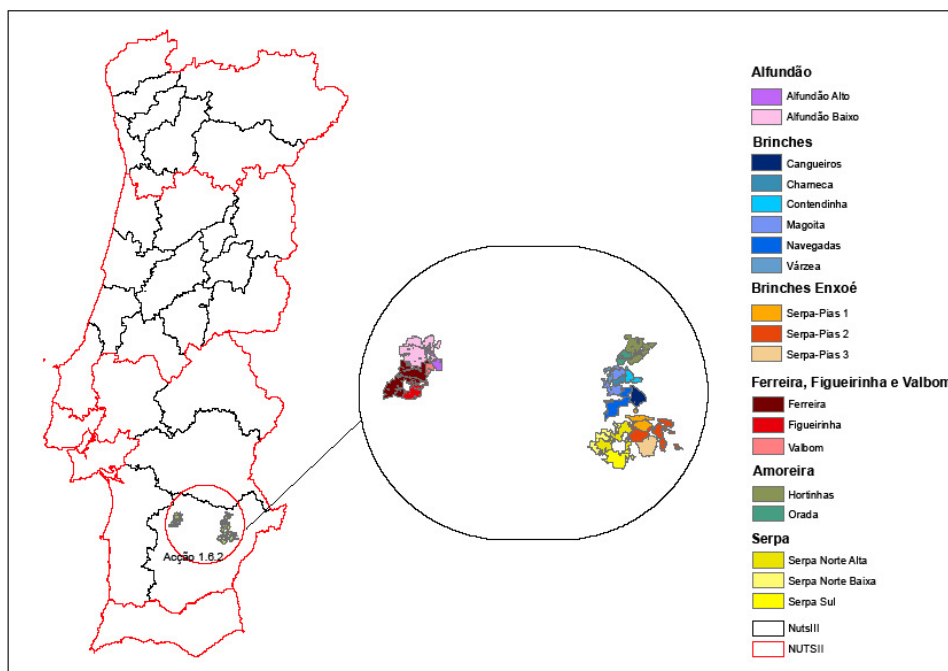 Alfundão
Alfundão Alto
Alfundão Baixo
Brinches
Cangueiros
Charneca
Contendinha
Magoita
Navegadas
Várzea
Brinches Enxoé
Serpa-Pias 1
Serpa-Pias 2
Serpa-Pias 3
Ferreira, Figueirinha e Valbom
Ferreira
Figueirinha
Valbom
Amoreira
Hortinhas
Orada
Serpa
Serpa Norte Alta
Serpa Norte Baixa
Serpa Sul
NutsIII
NUTSII
Acção 1.6.2